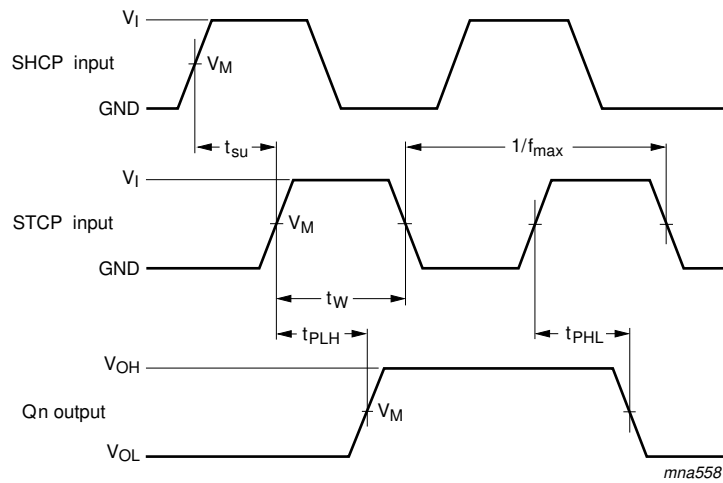 VI
SHCP input
VM
GND
tsu
1/fmax
VI
STCP input
VM
GND
tW
tPLH
tPHL
VOH
Qn output
VM
VOL
mna558